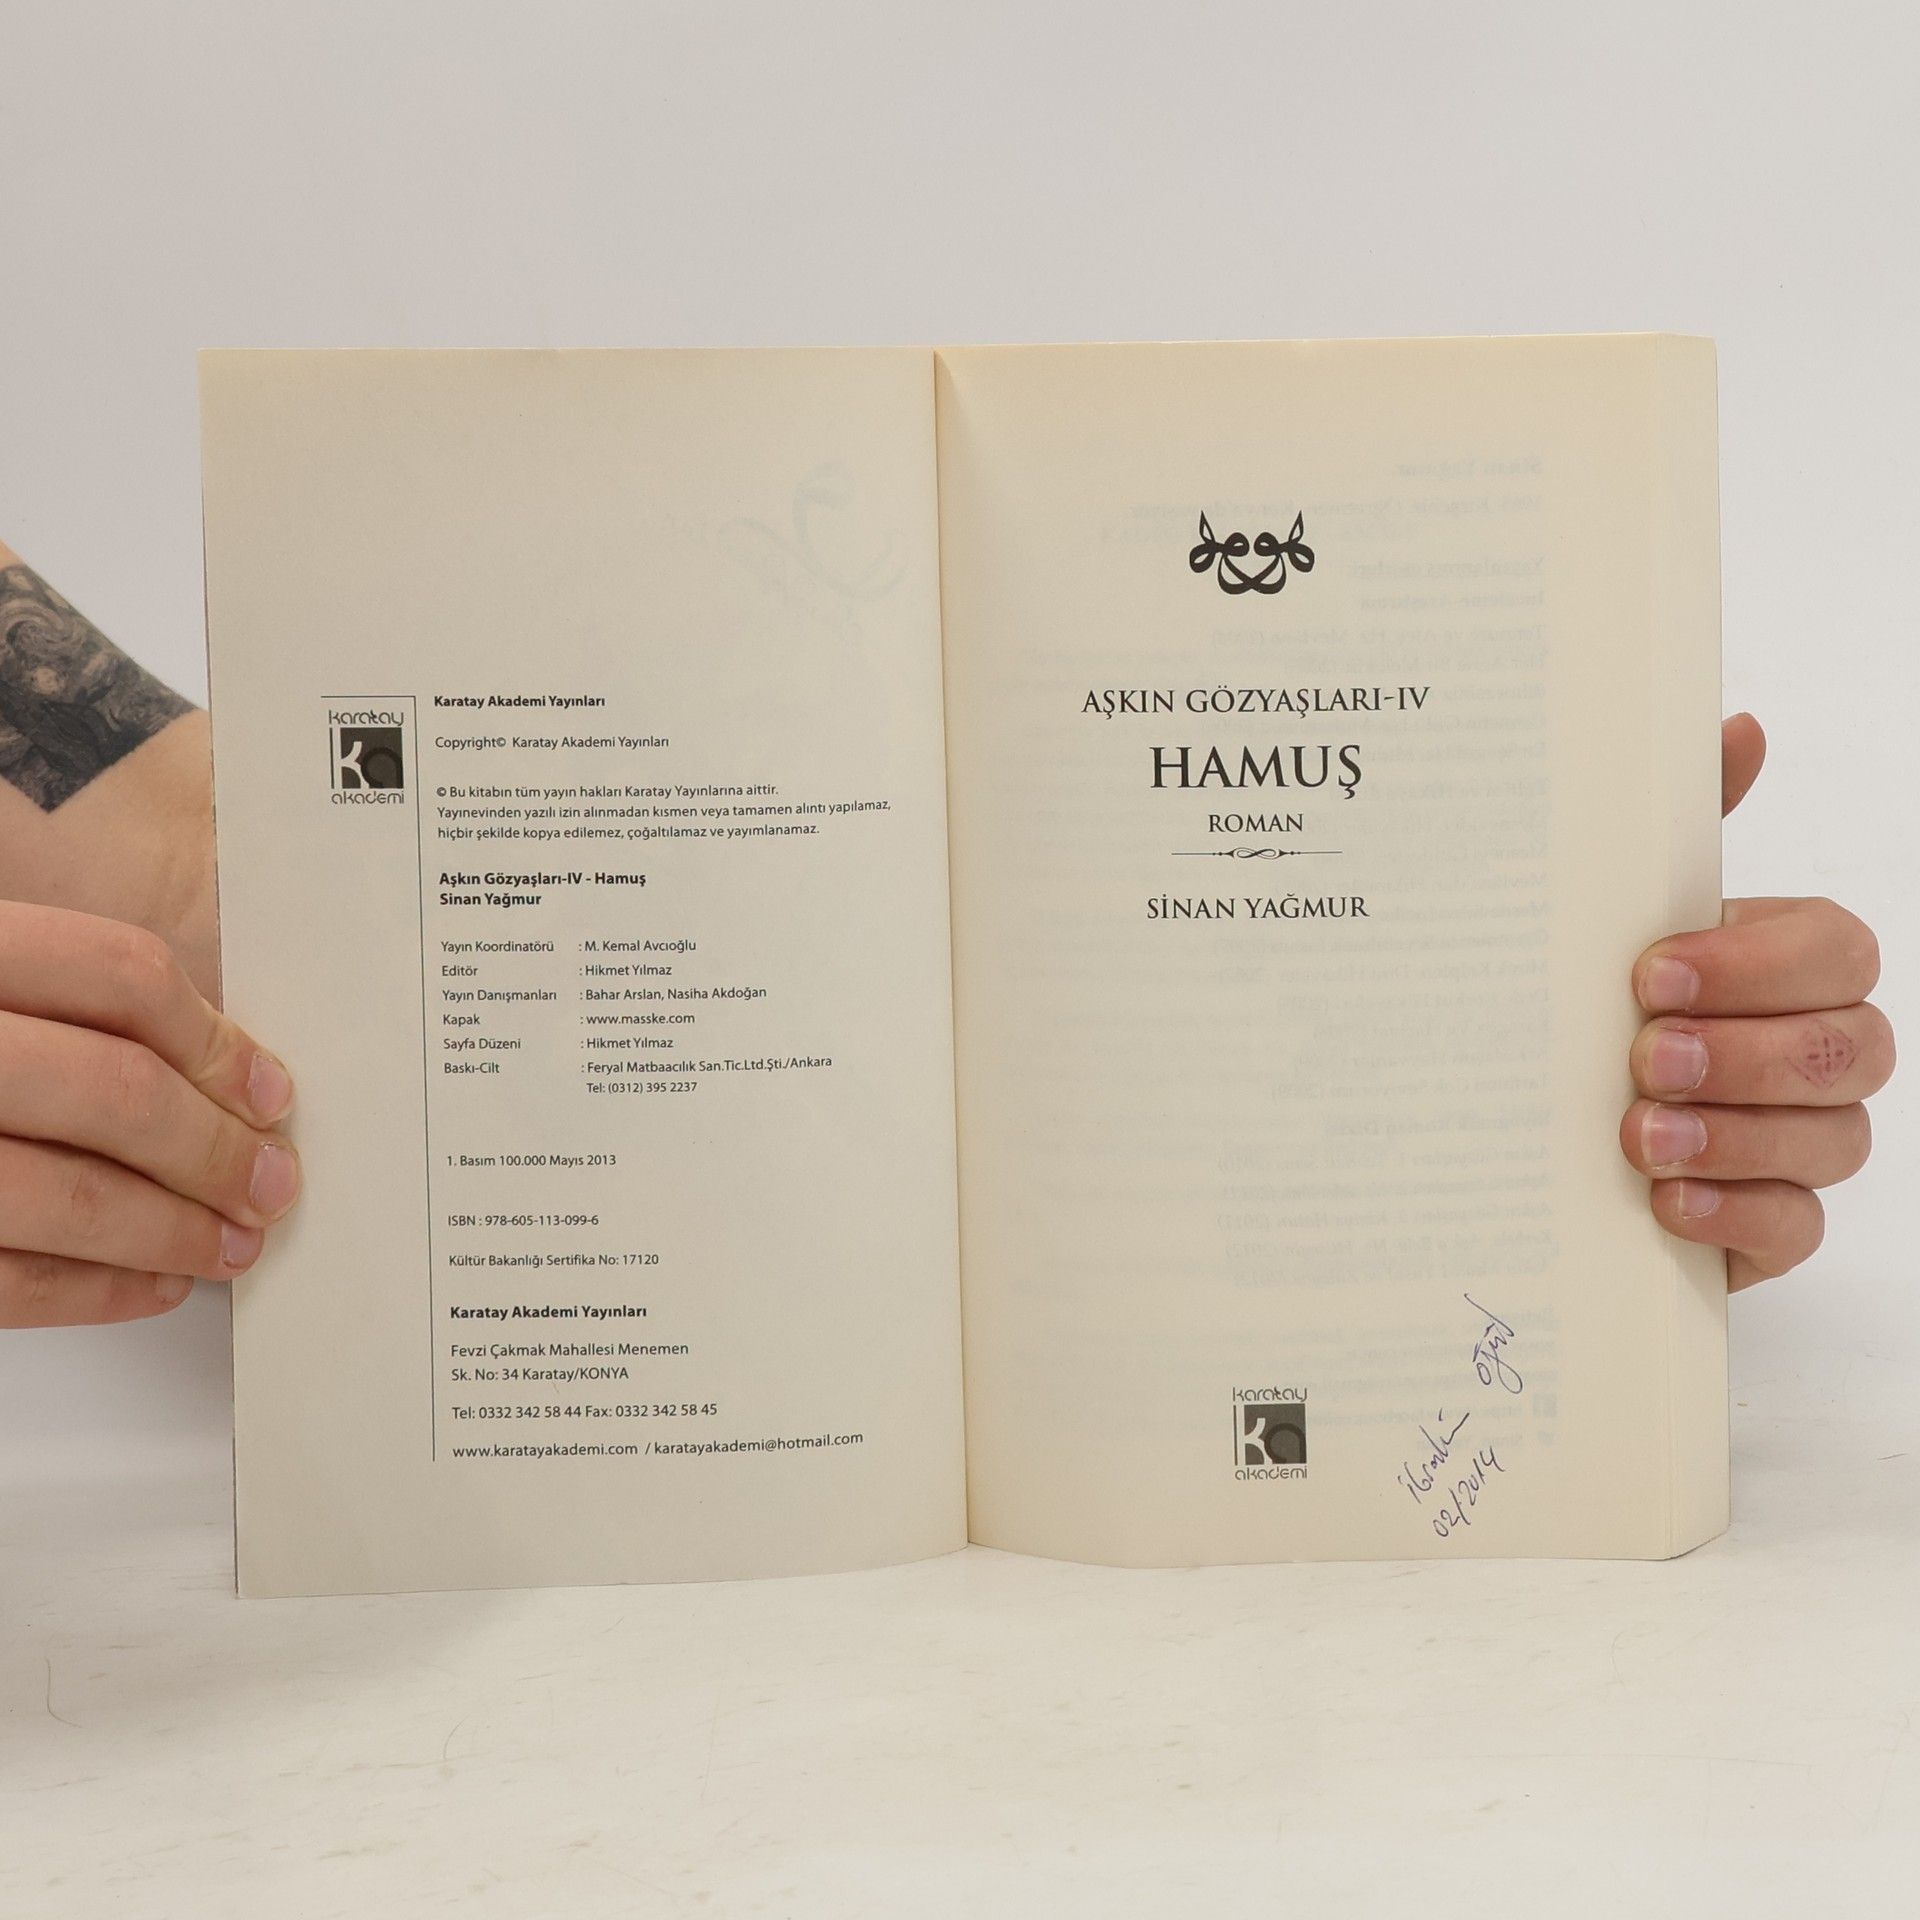 karatay
akademi
Karatay Akademi Yayınları
Copyright© Karatay Akademi Yayınları
© Bu kitabın tüm yayın hakları Karatay Yayınlarına aittir.
Yayınevinden yazılı izin alınmadan kısmen veya tamamen alıntı yapılamaz,
hiçbir şekilde kopya edilemez, çoğaltılamaz ve yayımlanamaz.
Aşkın Gözyaşları-IV - Hamuş
Sinan Yağmur
Yayın Koordinatörü : M. Kemal Avcıoğlu
Editör : Hikmet Yılmaz
Yayın Danışmanları : Bahar Arslan, Nasiha Akdoğan
Kapak : www.masske.com
Sayfa Düzeni : Hikmet Yılmaz
Baskı-Cilt : Feryal Matbaacılık San.Tic.Ltd.Şti./Ankara
Tel: (0312) 395 2237
1. Basım 100.000 Mayıs 2013
ISBN : 978-605-113-099-6
Kültür Bakanlığı Sertifika No: 17120
Karatay Akademi Yayınları
Fevzi Çakmak Mahallesi Menemen
Sk. No: 34 Karatay/KONYA
Tel: 0332 342 58 44 Fax: 0332 342 58 45
www.karatayakademi.com / karatayakademi@hotmail.com
AŞKIN GÖZYAŞLARI-IV
HAMUŞ
ROMAN
SİNAN YAĞMUR
karatay
akademi
02/2014